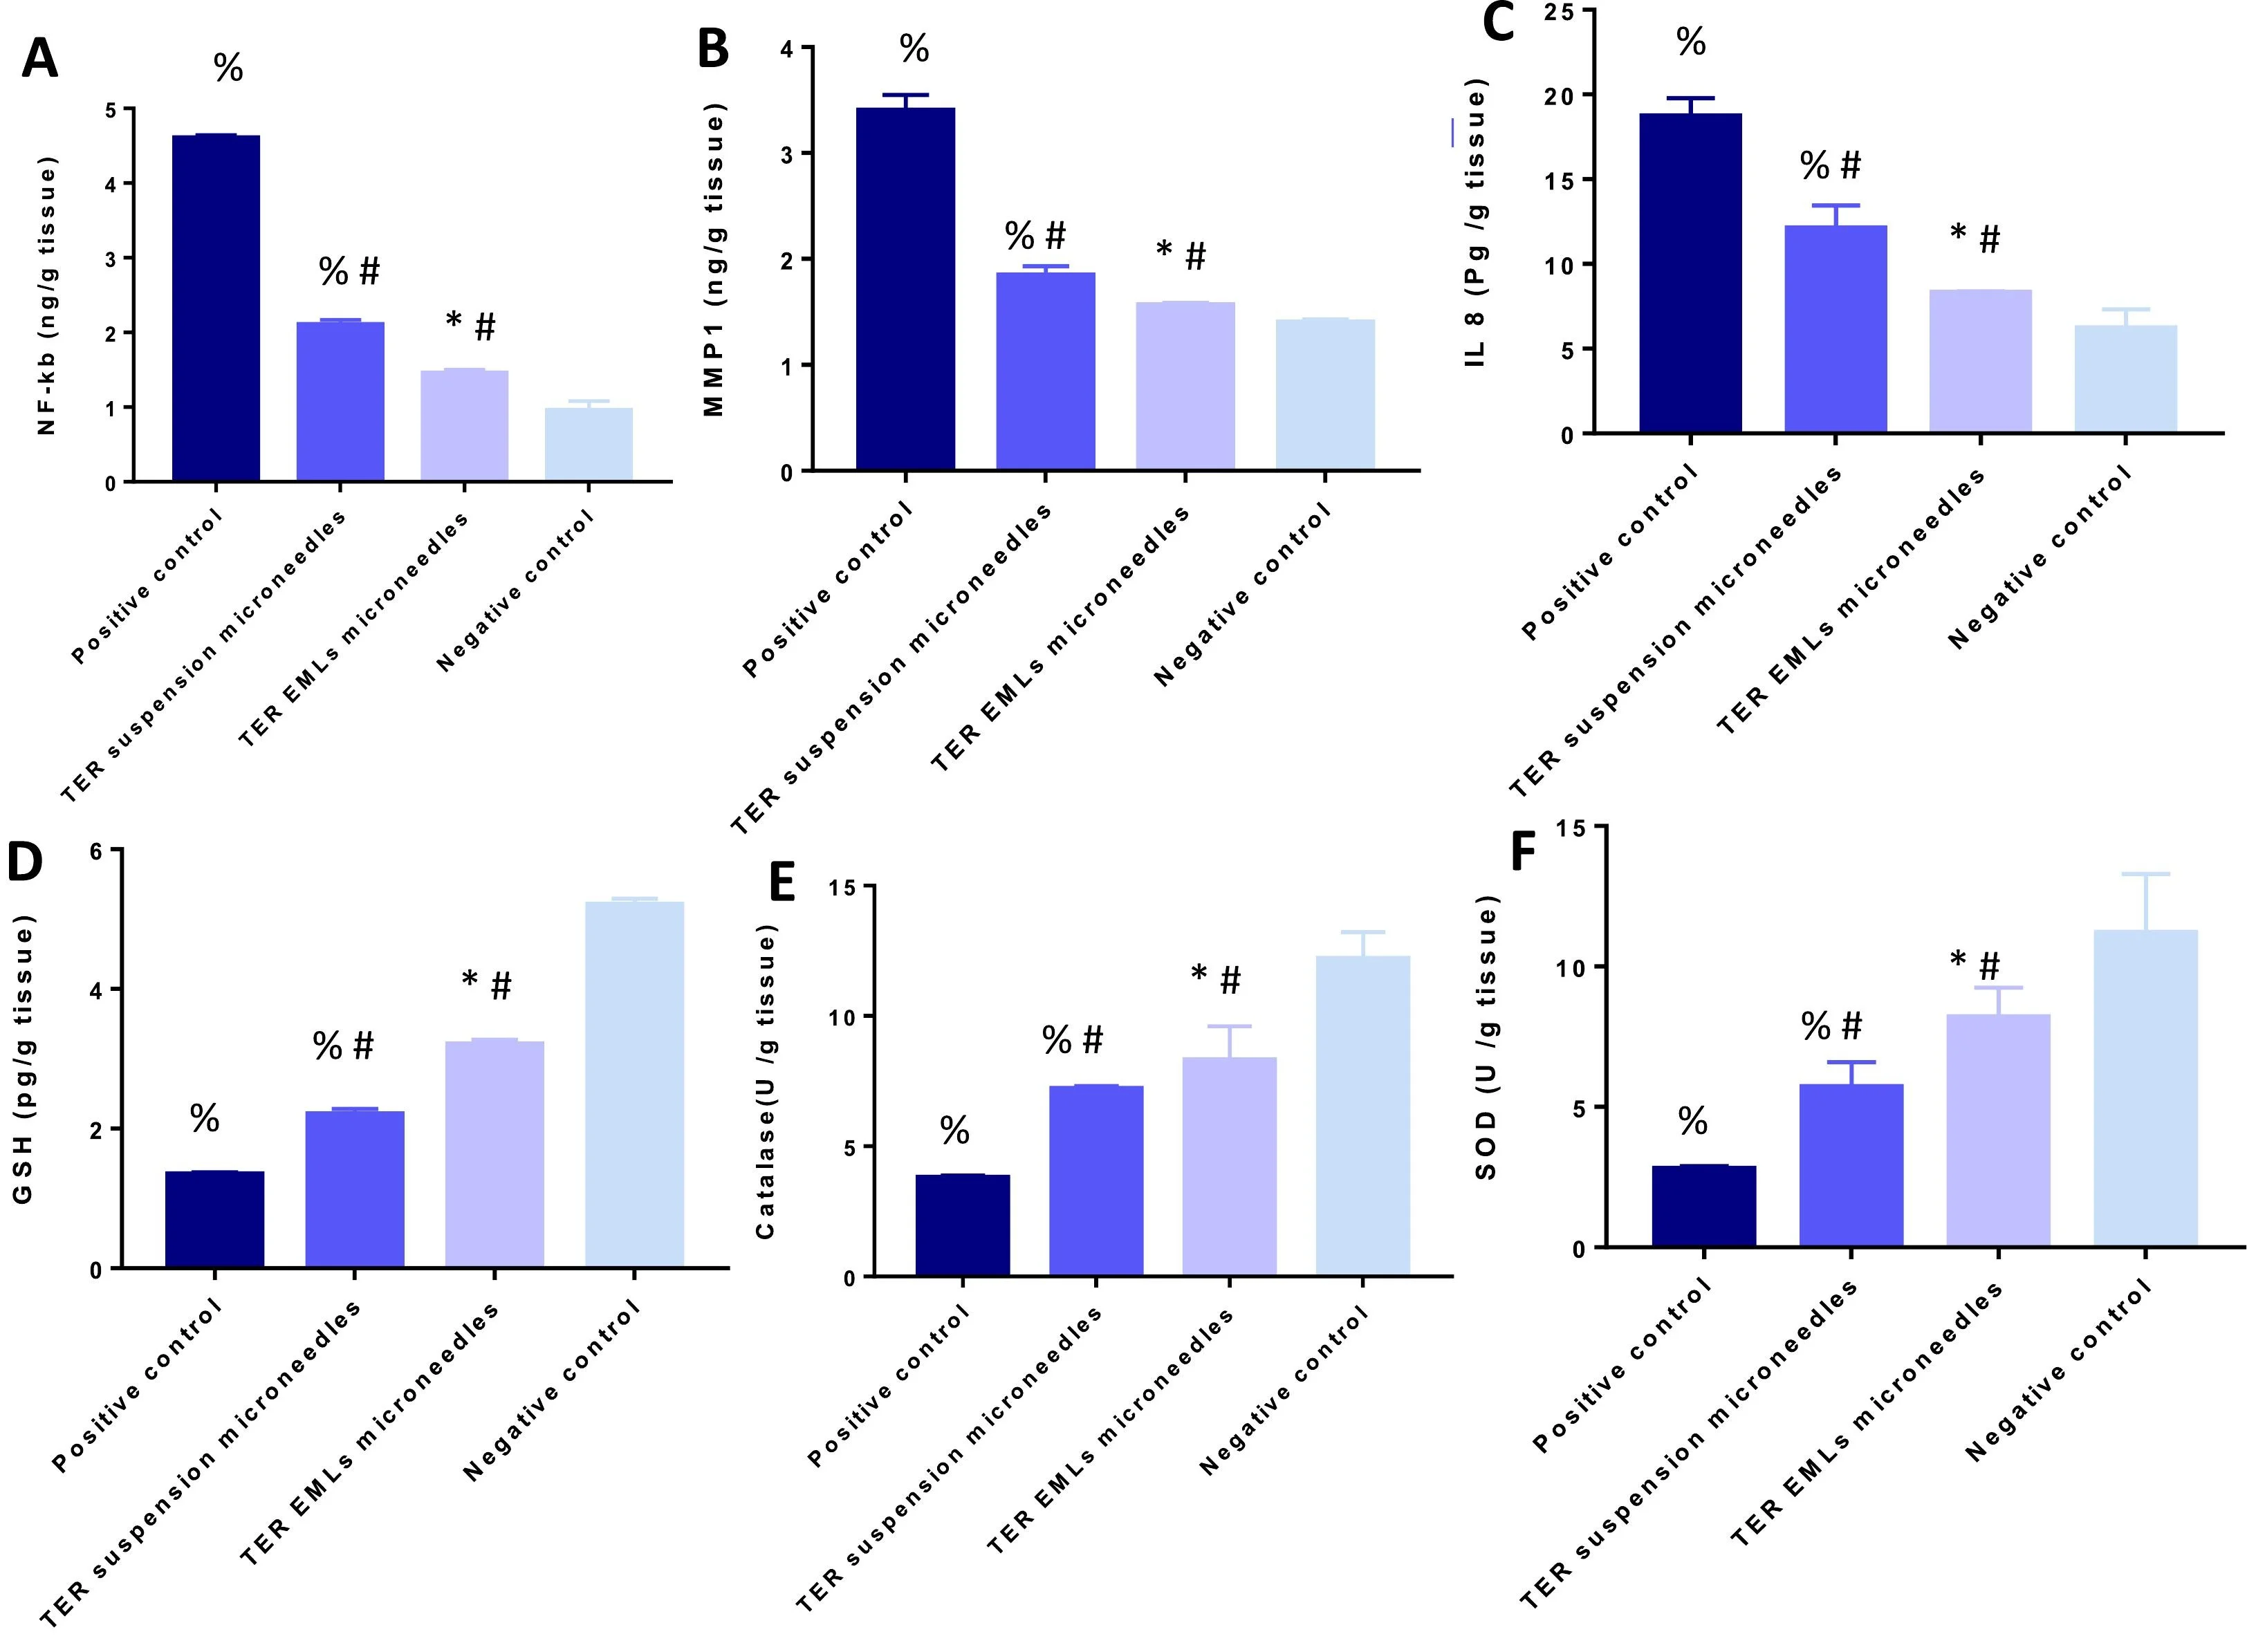 A
%
% #
* #
NF-kb (ng/g tissue)
5
4
3
2
1
0
Positive control
TER suspension microneedles
TER EMLs microneedles
Negative control
B
%
% #
* #
MMP1 (ng/g tissue)
4
3
2
1
0
Positive control
TER suspension microneedles
TER EMLs microneedles
Negative control
C
%
% #
* #
IL 8 (Pg /g tissue)
25
20
15
10
5
0
Positive control
TER suspension microneedles
TER EMLs microneedles
Negative control
D
%
% #
* #
GSH (pg/g tissue)
6
4
2
0
Positive control
TER suspension microneedles
TER EMLs microneedles
Negative control
E
%
% #
* #
Catalase(U /g tissue)
15
10
5
0
Positive control
TER suspension microneedles
TER EMLs microneedles
Negative control
F
%
% #
* #
SOD (U /g tissue)
15
10
5
0
Positive control
TER suspension microneedles
TER EMLs microneedles
Negative control